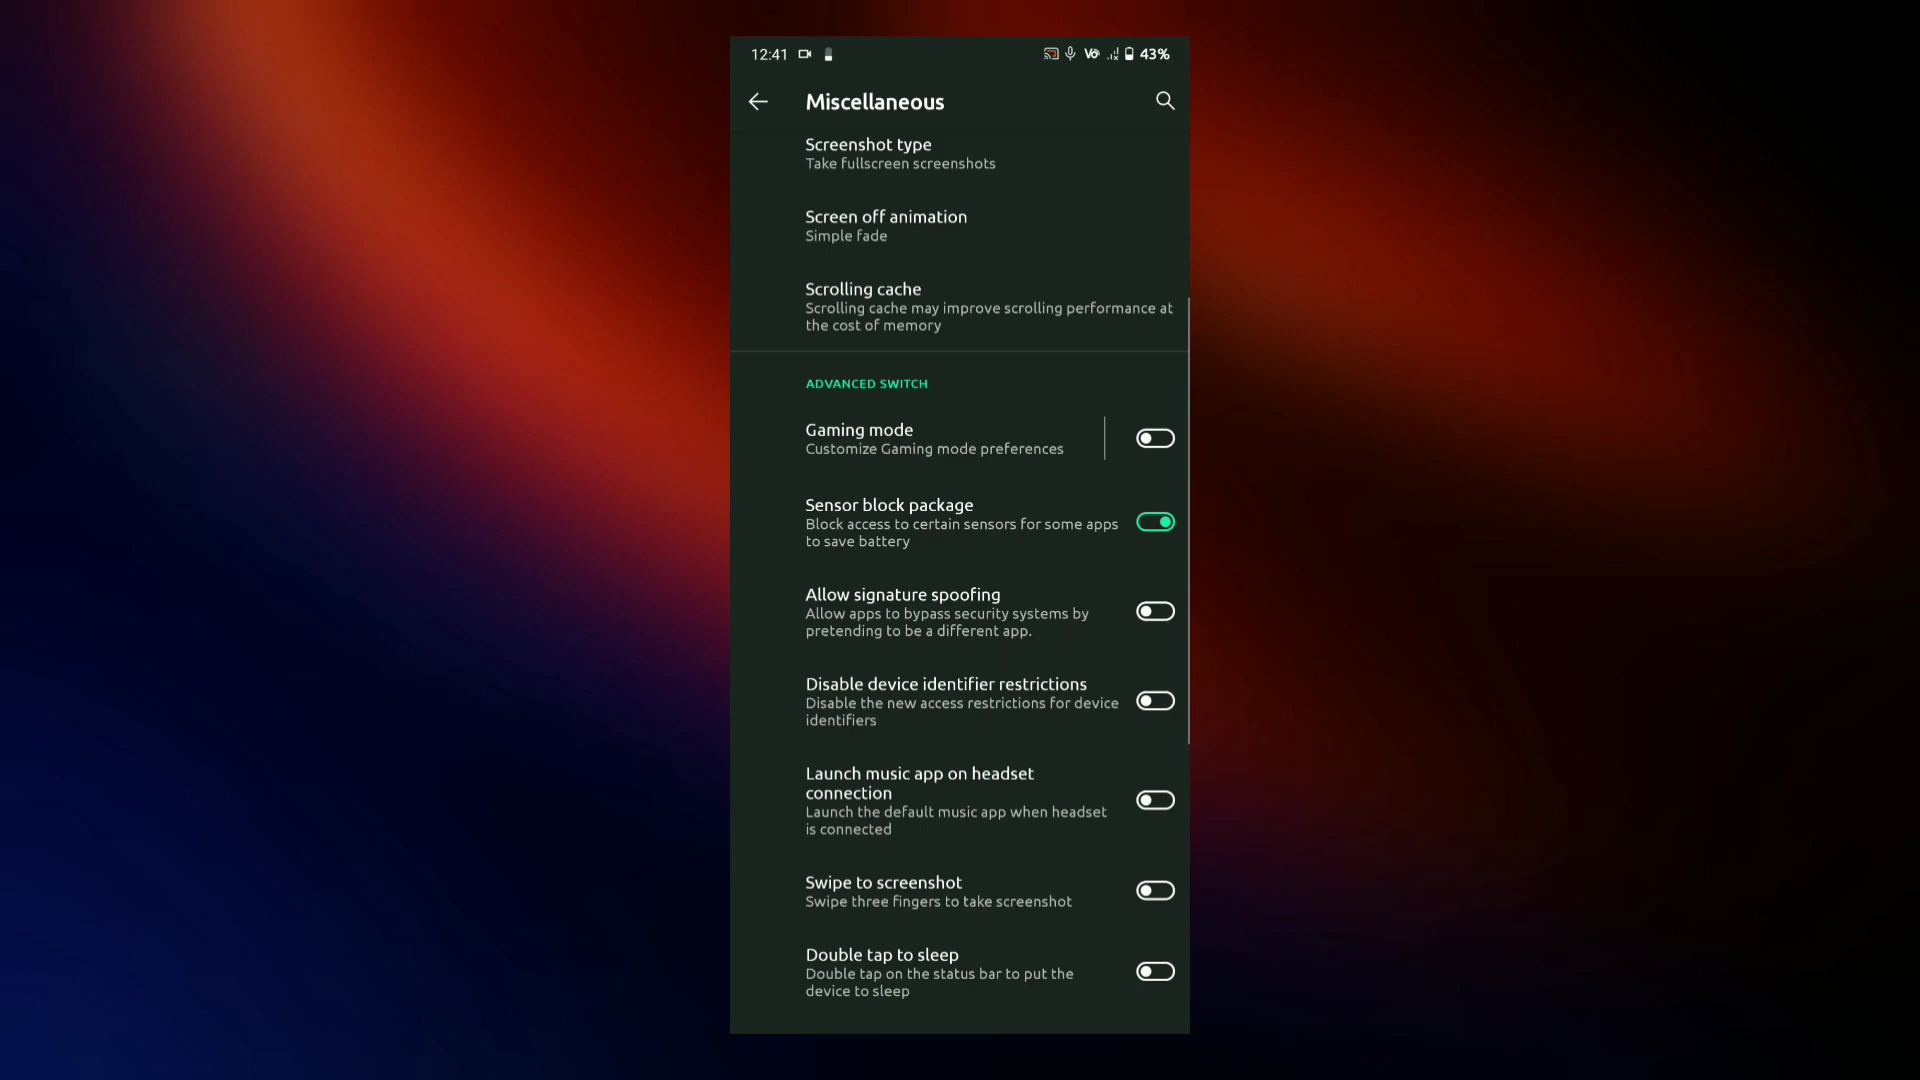 12:41
Vo
43%
Miscellaneous
Screenshot type
Take fullscreen screenshots
Screen off animation
Simple fade
Scrolling cache
Scrolling cache may improve scrolling performance at
the cost of memory
ADVANCED SWITCH
Gaming mode
Customize Gaming mode preferences
Sensor block package
Block access to certain sensors for some apps
to save battery
Allow signature spoofing
Allow apps to bypass security systems by
pretending to be a different app.
Disable device identifier restrictions
Disable the new access restrictions for device
identifiers
Launch music app on headset
connection
Launch the default music app when headset
is connected
Swipe to screenshot
Swipe three fingers to take screenshot
Double tap to sleep
Double tap on the status bar to put the
device to sleep